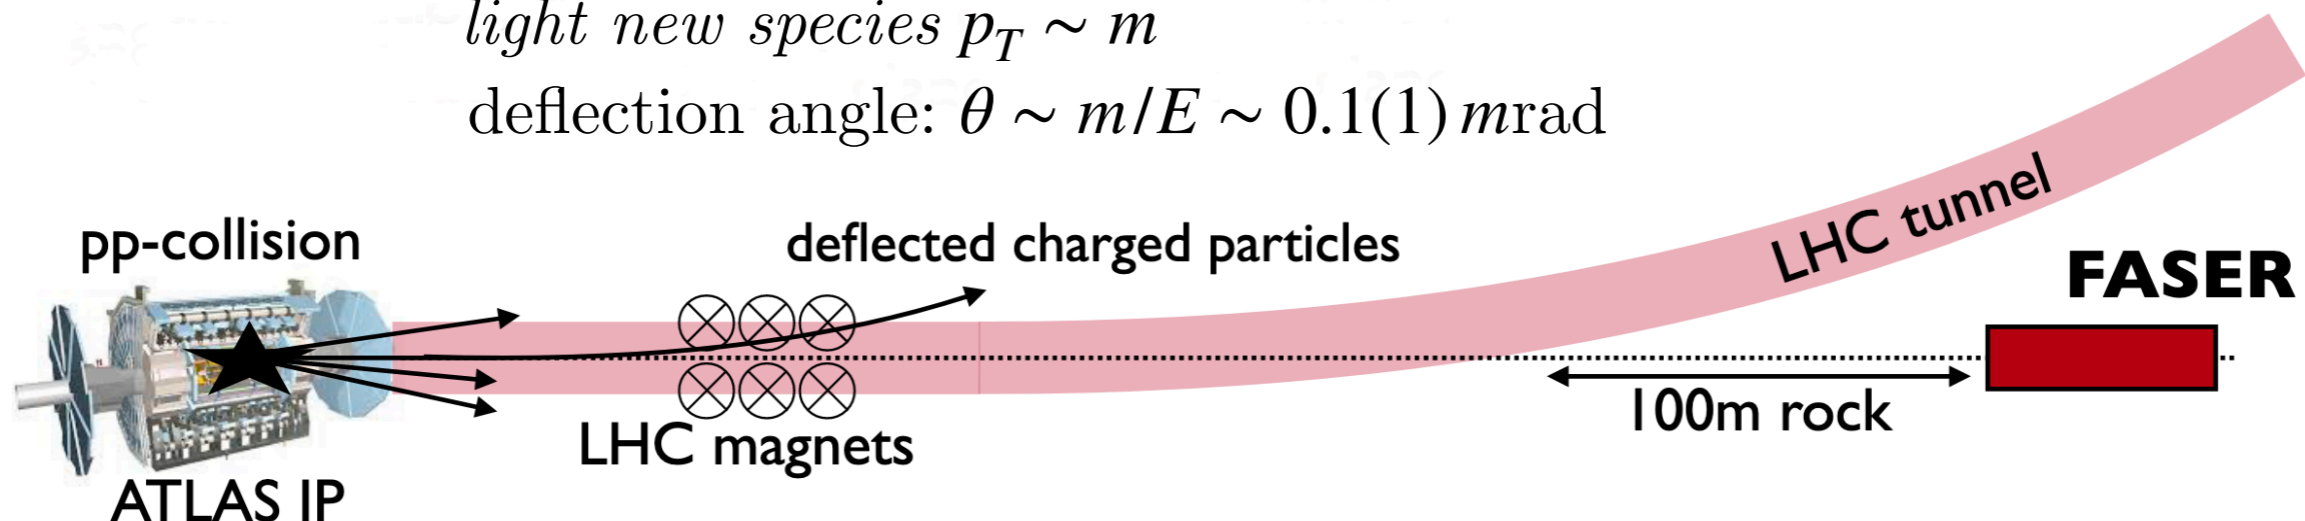 light new species p_T ∼ m
deflection angle: θ ∼ m/E ∼ 0.1(1) mrad
pp-collision
deflected charged particles
LHC tunnel
FASER
100m rock
LHC magnets
ATLAS IP